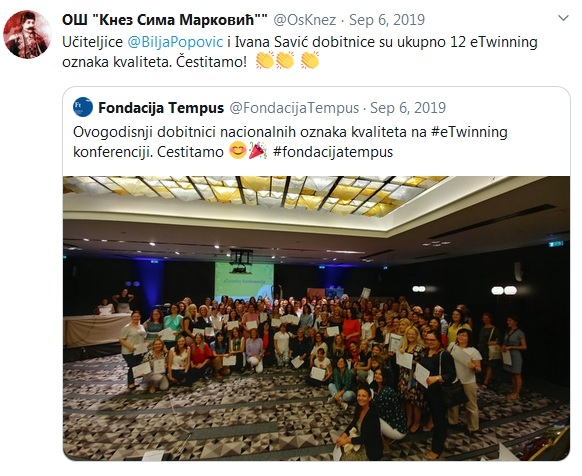 ОШ "Кнез Сима Марковић"" @OsKnez · Sep 6, 2019
Učiteljice @BiljaPopovic i Ivana Savić dobitnice su ukupno 12 eTwinning
oznaka kvaliteta. Čestitamo! 👏👏 👏
Fondacija Tempus @FondacijaTempus · Sep 6, 2019
Ovogodisnji dobitnici nacionalnih oznaka kvaliteta na #eTwinning
konferenciji. Cestitamo 😊🎉 #fondacijatempus